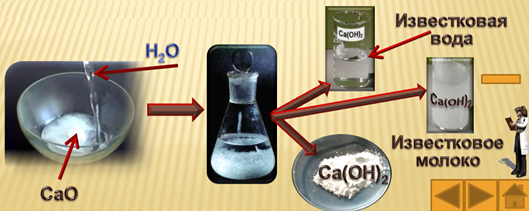 H₂O
CaO
Ca(OH)₂
Известковая
вода
Ca(OH)₂
Известковое
молоко
Ca(OH)₂